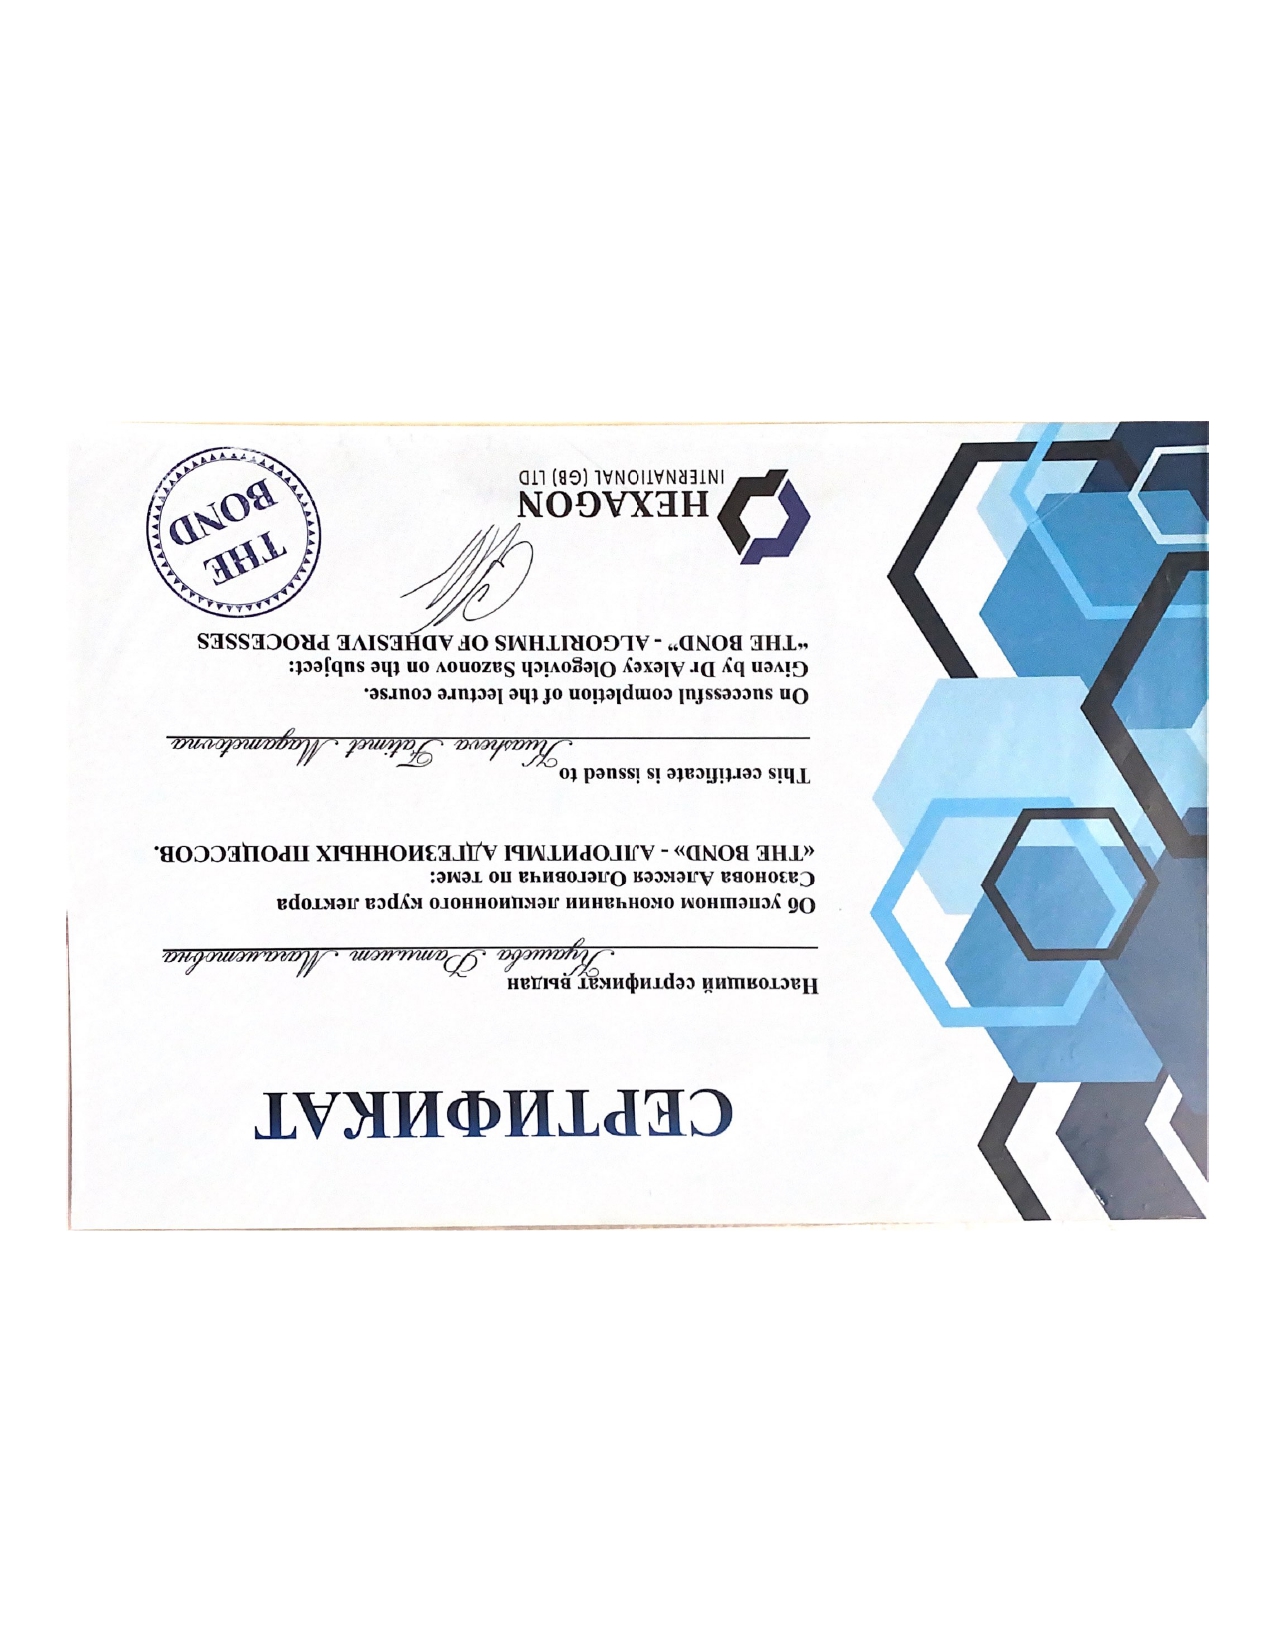 СЕРТИФИКАТ
Настоящий сертификат выдан
Куашева Фатимет Магаметовна
Об успешном окончании лекционного курса лектора
Сазонова Алексея Олеговича по теме:
«THE BOND» - АЛГОРИТМЫ АДГЕЗИОННЫХ ПРОЦЕССОВ.
This certificate is issued to
Kuasheva Fatimet Magametovna
On successful completion of the lecture course.
Given by Dr Alexey Olegovich Sazonov on the subject:
“THE BOND” - ALGORITHMS OF ADHESIVE PROCESSES
HEXAGON
INTERNATIONAL (GB) LTD
THE
BOND